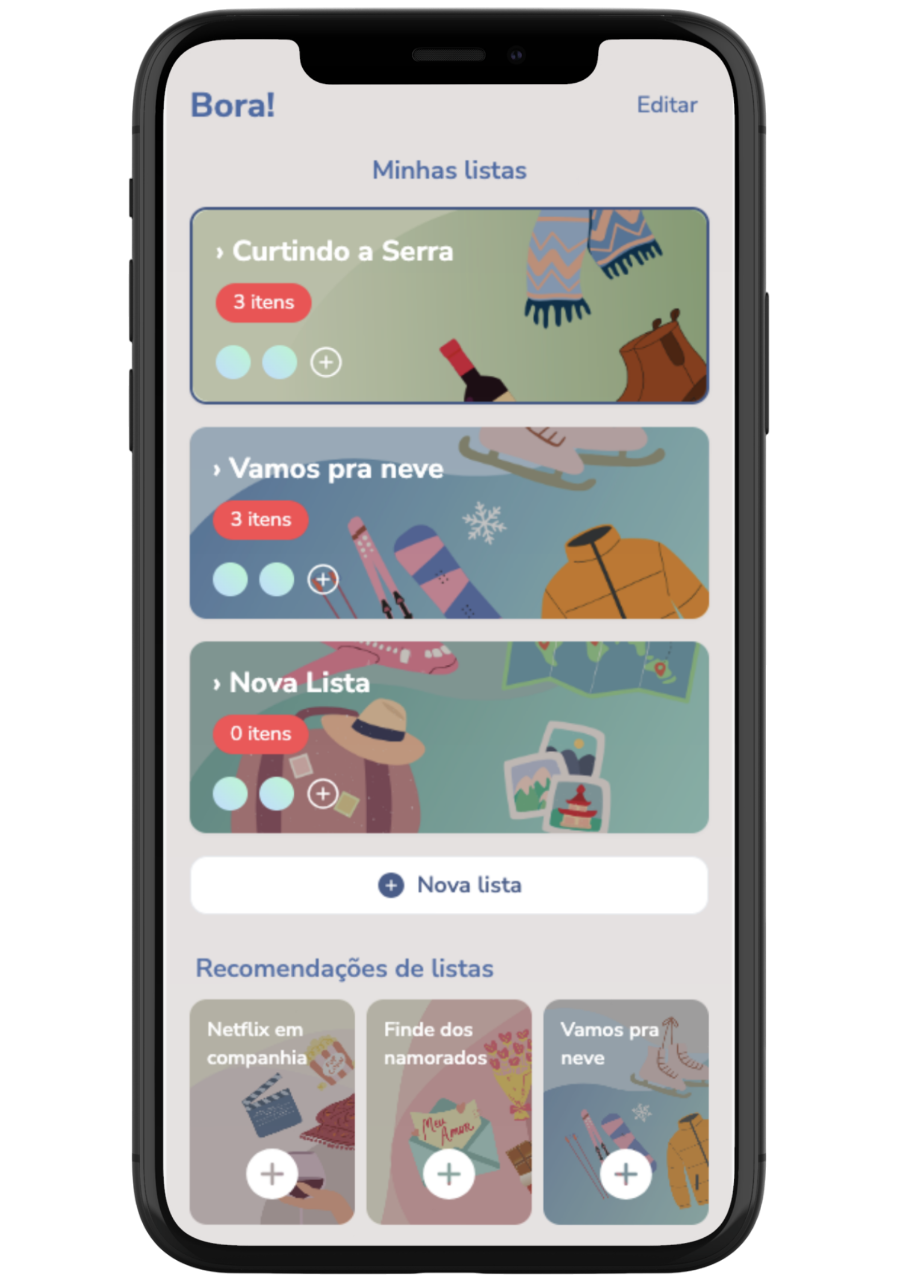 Bora!
Editar
Minhas listas
› Curtindo a Serra
3 itens
› Vamos pra neve
3 itens
› Nova Lista
0 itens
Nova lista
Recomendações de listas
Netflix em
companhia
Finde dos
namorados
Meu
Amor
Vamos pra
neve